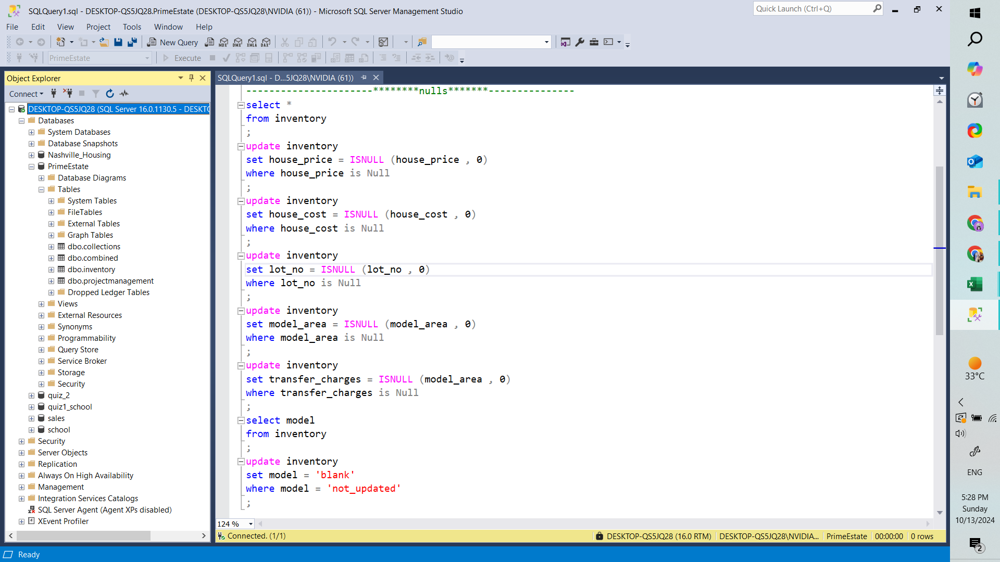 SQLQuery1.sql - DESKTOP-QS5JQ28.PrimeEstate (DESKTOP-QS5JQ28\NVIDIA (61)) - Microsoft SQL Server Management Studio
Quick Launch (Ctrl+Q)
File Edit View Project Tools Window Help
New Query MDX DMX XMLA DAX
PrimeEstate Execute
Object Explorer
Connect
DESKTOP-QS5JQ28 (SQL Server 16.0.1130.5 - DESKTO
Databases
System Databases
Database Snapshots
Nashville_Housing
PrimeEstate
Database Diagrams
Tables
System Tables
FileTables
External Tables
Graph Tables
dbo.collections
dbo.combined
dbo.inventory
dbo.projectmanagement
Dropped Ledger Tables
Views
External Resources
Synonyms
Programmability
Query Store
Service Broker
Storage
Security
quiz_2
quiz1_school
sales
school
Security
Server Objects
Replication
Always On High Availability
Management
Integration Services Catalogs
SQL Server Agent (Agent XPs disabled)
XEvent Profiler
SQLQuery1.sql - D...5JQ28\NVIDIA (61))
----------------------********nulls*******---------------
select *
from inventory
;
update inventory
set house_price = ISNULL (house_price , 0)
where house_price is Null
;
update inventory
set house_cost = ISNULL (house_cost , 0)
where house_cost is Null
;
update inventory
set lot_no = ISNULL (lot_no , 0)
where lot_no is Null
;
update inventory
set model_area = ISNULL (model_area , 0)
where model_area is Null
;
update inventory
set transfer_charges = ISNULL (model_area , 0)
where transfer_charges is Null
;
select model
from inventory
;
update inventory
set model = 'blank'
where model = 'not_updated'
;
124 %
Connected. (1/1)
DESKTOP-QS5JQ28 (16.0 RTM) DESKTOP-QS5JQ28\NVIDIA... PrimeEstate 00:00:00 0 rows
Ready
33°C
ENG
5:28 PM
Sunday
10/13/2024
2